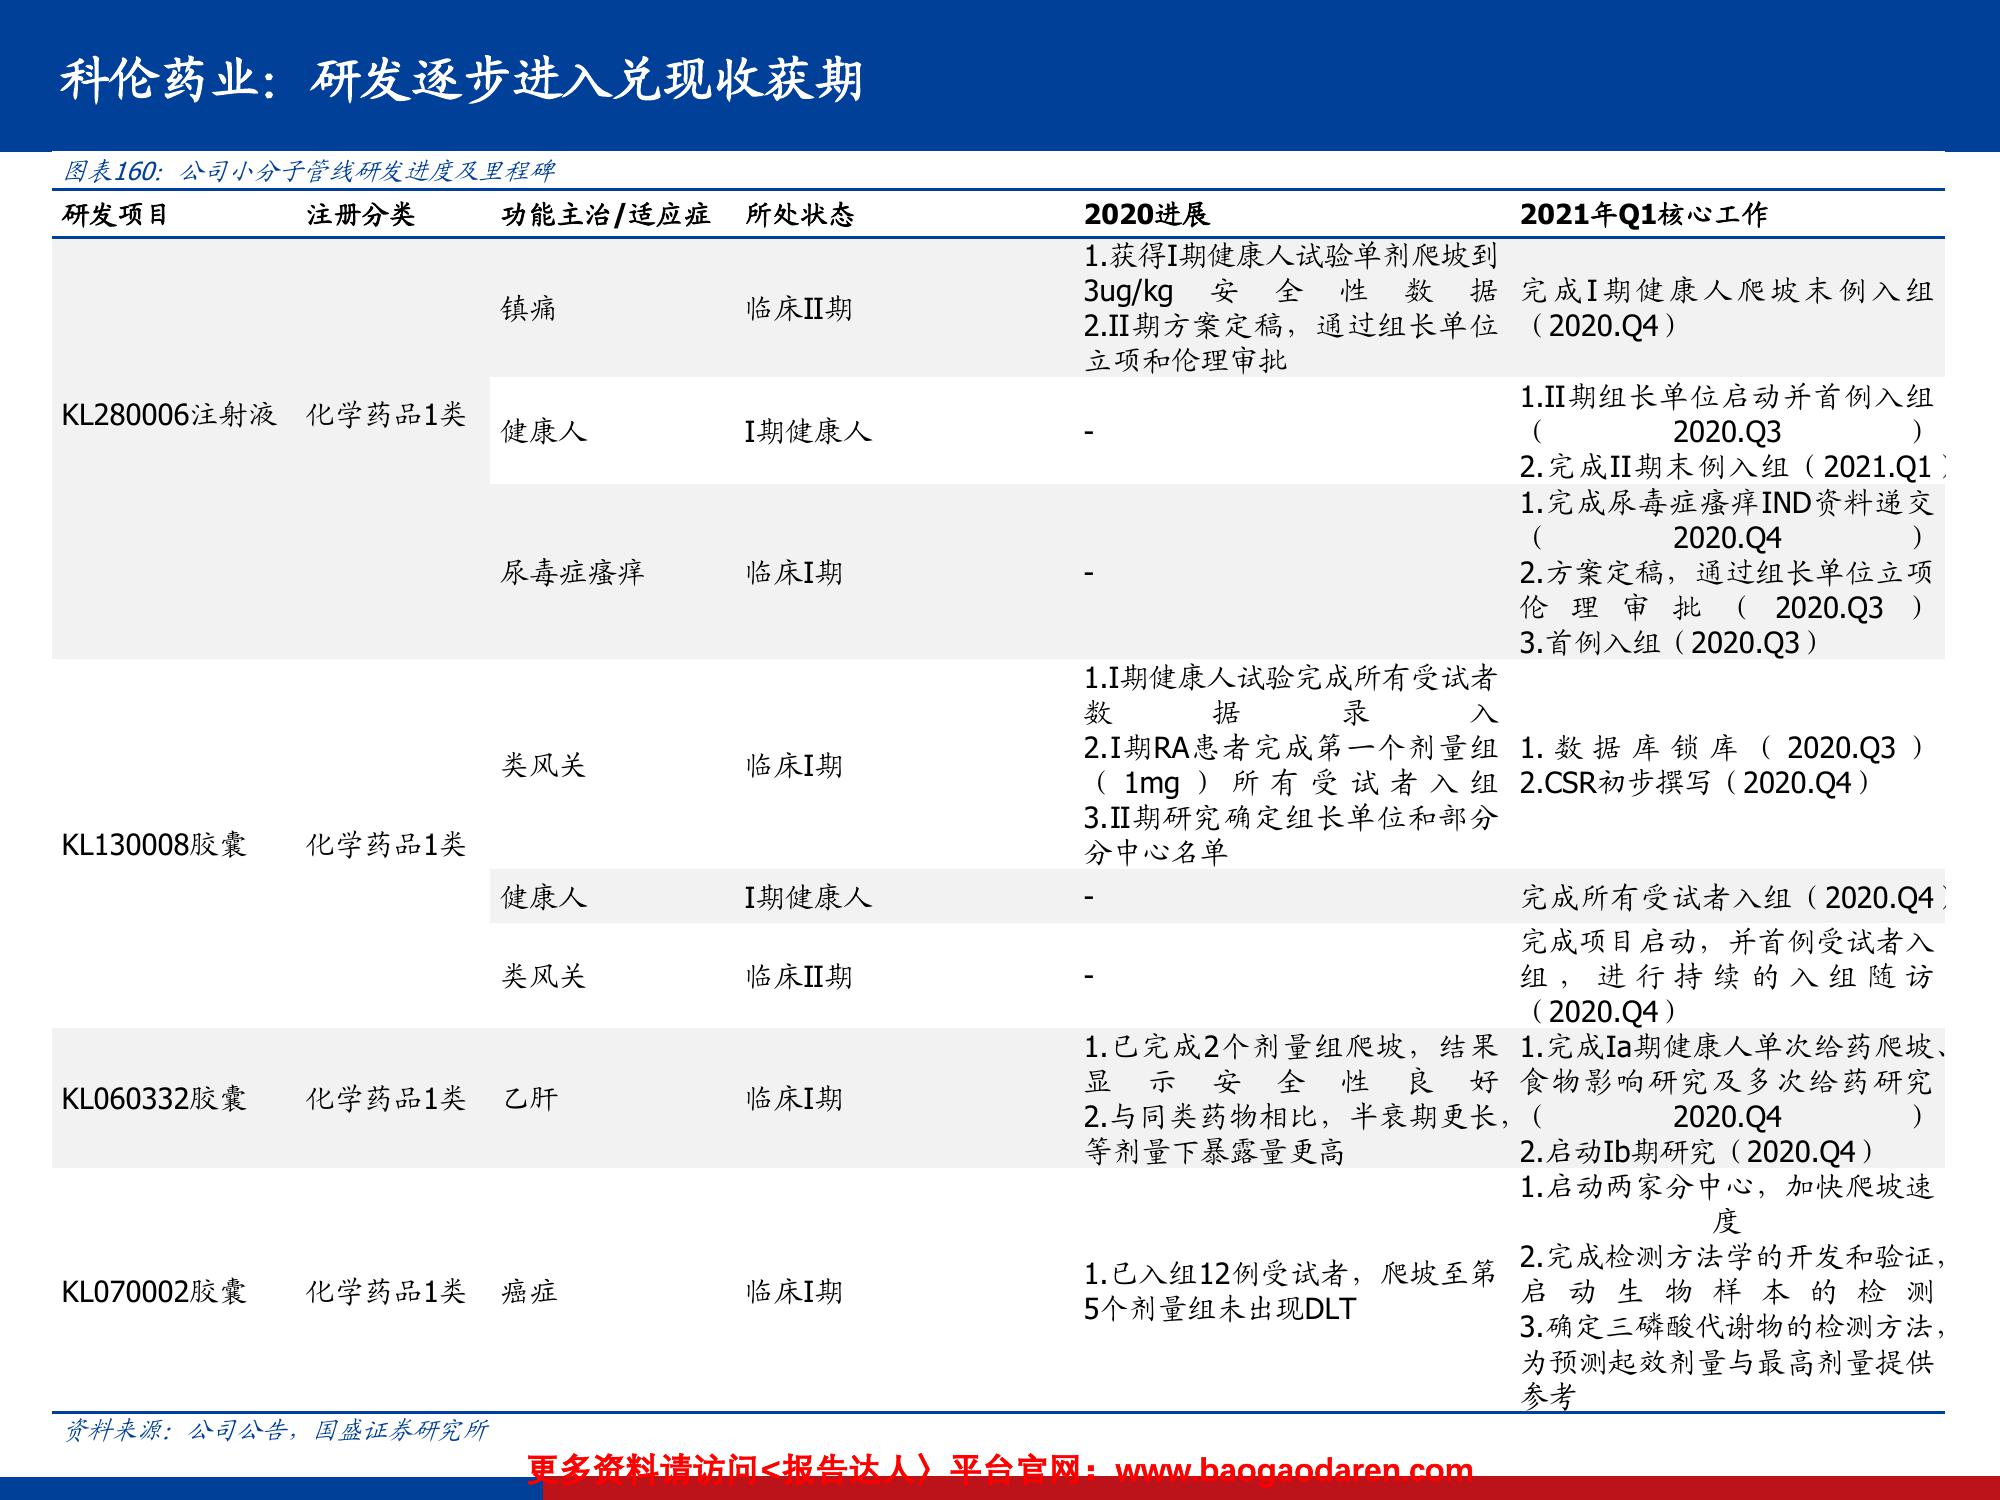 科伦药业：研发逐步进入兑现收获期
图表160：公司小分子管线研发进度及里程碑
研发项目 注册分类 功能主治/适应症 所处状态 2020进展 2021年Q1核心工作
KL280006注射液 化学药品1类
镇痛 临床II期
1.获得I期健康人试验单剂爬坡到
3ug/kg安全性数据
2.II期方案定稿，通过组长单位
立项和伦理审批
完成I期健康人爬坡末例入组
（2020.Q4）
健康人 I期健康人 -
1.II期组长单位启动并首例入组
（2020.Q3）
2.完成II期末例入组（2021.Q1）
尿毒症瘙痒 临床I期 -
1.完成尿毒症瘙痒IND资料递交
（2020.Q4）
2.方案定稿，通过组长单位立项
伦理审批（2020.Q3）
3.首例入组（2020.Q3）
KL130008胶囊 化学药品1类
类风关 临床I期
1.I期健康人试验完成所有受试者
数据录入
2.I期RA患者完成第一个剂量组
（1mg）所有受试者入组
3.II期研究确定组长单位和部分
分中心名单
1.数据库锁库（2020.Q3）
2.CSR初步撰写（2020.Q4）
健康人 I期健康人 - 完成所有受试者入组（2020.Q4）
类风关 临床II期 -
完成项目启动，并首例受试者入
组，进行持续的入组随访
（2020.Q4）
KL060332胶囊 化学药品1类 乙肝 临床I期
1.已完成2个剂量组爬坡，结果
显示安全性良好
2.与同类药物相比，半衰期更长，
等剂量下暴露量更高
1.完成Ia期健康人单次给药爬坡、
食物影响研究及多次给药研究
（2020.Q4）
2.启动Ib期研究（2020.Q4）
KL070002胶囊 化学药品1类 癌症 临床I期
1.已入组12例受试者，爬坡至第
5个剂量组未出现DLT
1.启动两家分中心，加快爬坡速
度
2.完成检测方法学的开发和验证，
启动生物样本的检测
3.确定三磷酸代谢物的检测方法，
为预测起效剂量与最高剂量提供
参考
资料来源：公司公告，国盛证券研究所
更多资料请访问<报告达人〉平台官网：www.baogaodaren.com